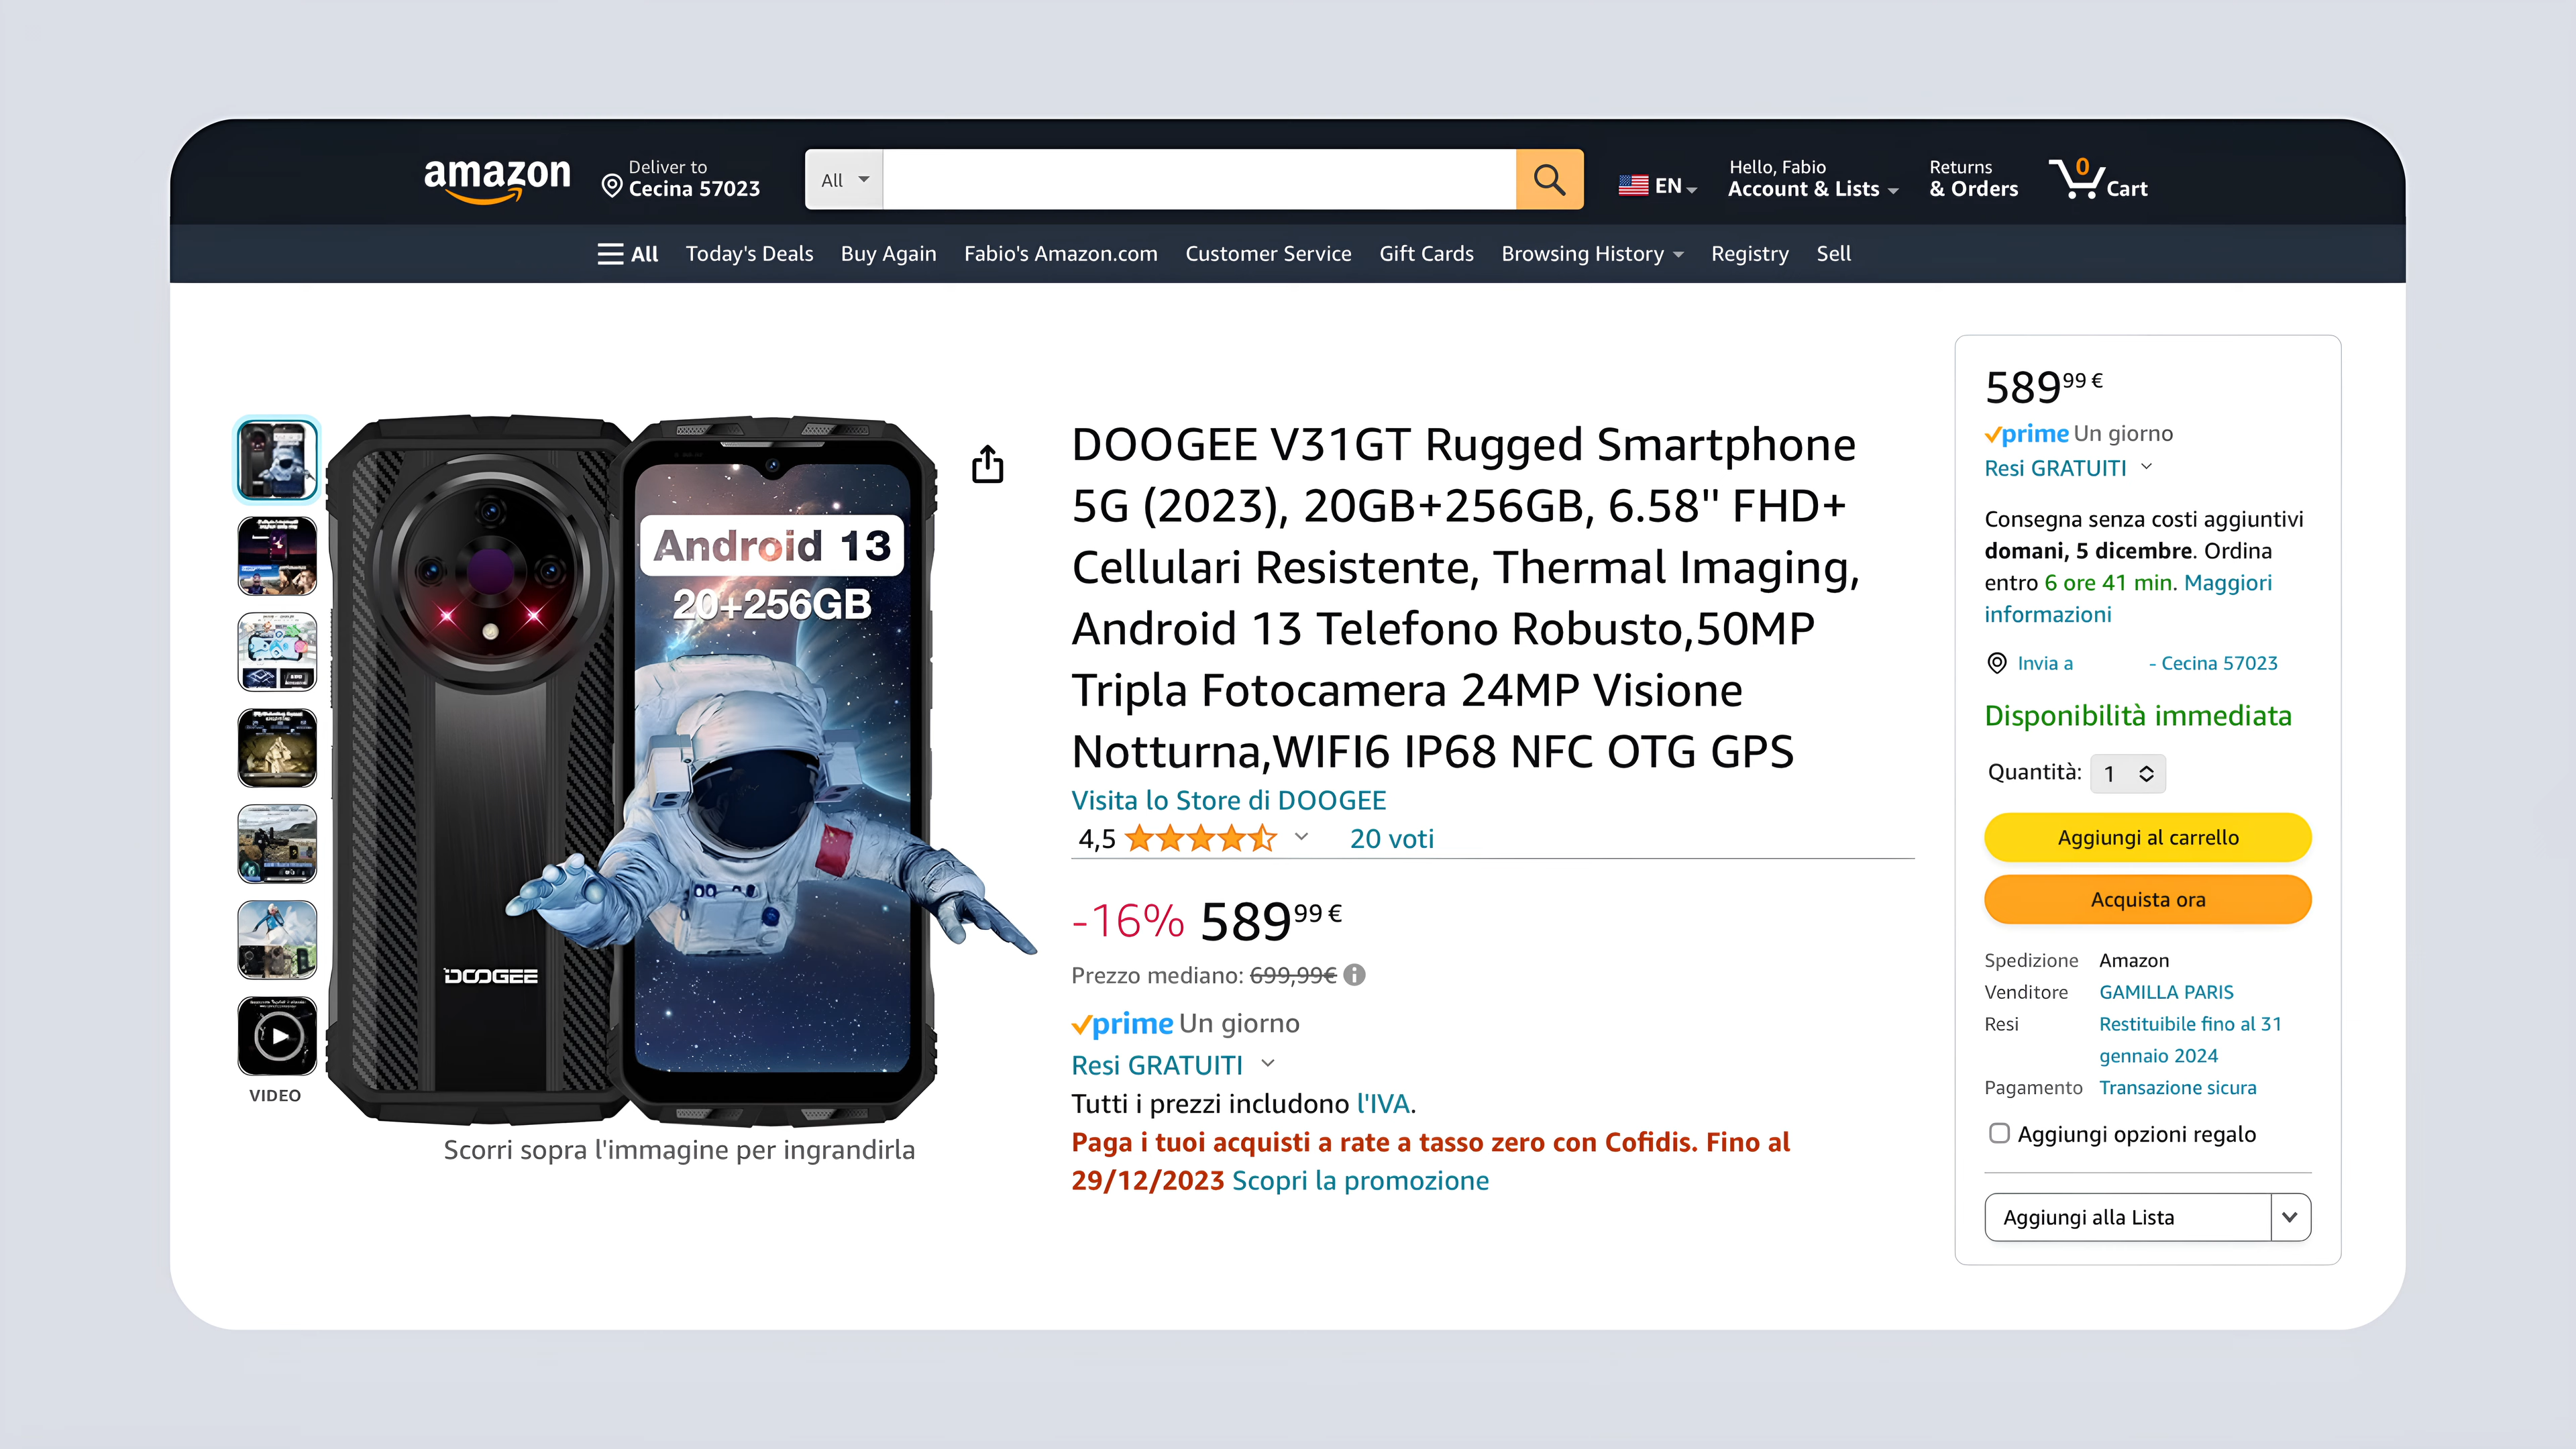 amazon
Deliver to
Cecina 57023
All
EN
Hello, Fabio
Account & Lists
Returns
& Orders
0
Cart
All
Today's Deals
Buy Again
Fabio's Amazon.com
Customer Service
Gift Cards
Browsing History
Registry
Sell
Android 13
20+256GB
DOOGEE
VIDEO
Scorri sopra l'immagine per ingrandirla
DOOGEE V31GT Rugged Smartphone
5G (2023), 20GB+256GB, 6.58" FHD+
Cellulari Resistente, Thermal Imaging,
Android 13 Telefono Robusto,50MP
Tripla Fotocamera 24MP Visione
Notturna,WIFI6 IP68 NFC OTG GPS
Visita lo Store di DOOGEE
4,5
20 voti
-16% 589 99 €
Prezzo mediano: 699,99€
prime Un giorno
Resi GRATUITI
Tutti i prezzi includono l'IVA.
Paga i tuoi acquisti a rate a tasso zero con Cofidis. Fino al
29/12/2023 Scopri la promozione
589 99 €
prime Un giorno
Resi GRATUITI
Consegna senza costi aggiuntivi
domani, 5 dicembre. Ordina
entro 6 ore 41 min. Maggiori
informazioni
Invia a - Cecina 57023
Disponibilità immediata
Quantità: 1
Aggiungi al carrello
Acquista ora
Spedizione Amazon
Venditore GAMILLA PARIS
Resi Restituibile fino al 31
gennaio 2024
Pagamento Transazione sicura
Aggiungi opzioni regalo
Aggiungi alla Lista